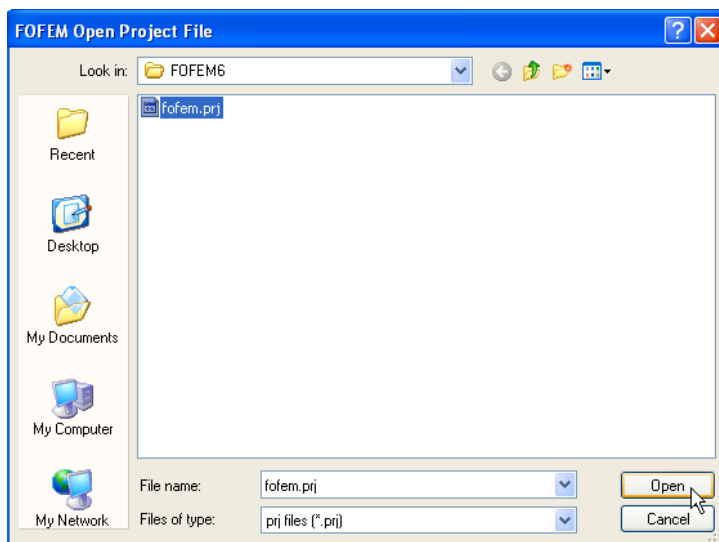 FOFEM Open Project File
Look in: FOFEM6
fofem.prj
Recent
Desktop
My Documents
My Computer
My Network
File name: fofem.prj Open
Files of type: prj files (*.prj) Cancel